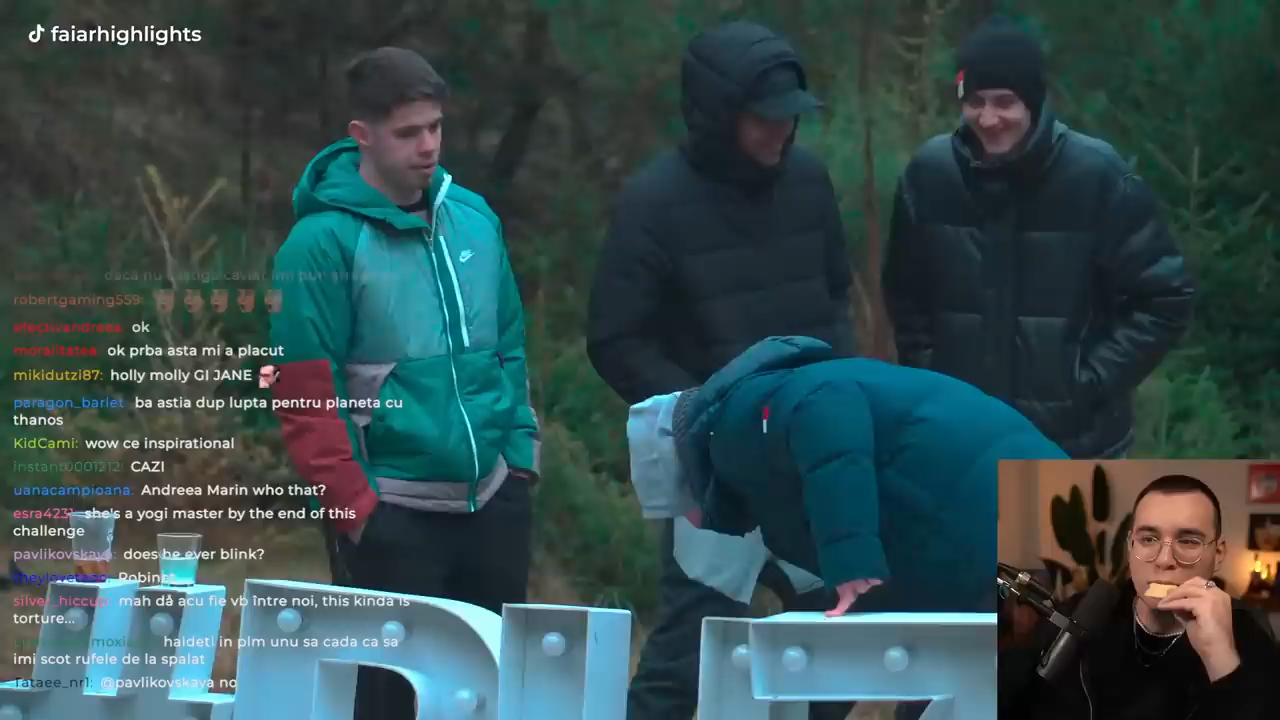 faiarhighlights
robertgaming559:
efectivandreea: ok
moralitatea: ok prba asta mi a placut
mikidutzi87: holly molly GI JANE
paragon_barlet: ba astia dup lupta pentru planeta cu
thanos
KidCami: wow ce inspirational
instant0001212: CAZI
uanacampioana: Andreea Marin who that?
esra4231: she's a yogi master by the end of this
challenge
pavlikovskaya: does he ever blink?
Robinet
silver_hiccup: mah dă acu fie vb între noi, this kinda is
torture...
haideti in plm unu sa cada ca sa
imi scot rufele de la spalat
Tataee_nr1: @pavlikovskaya no